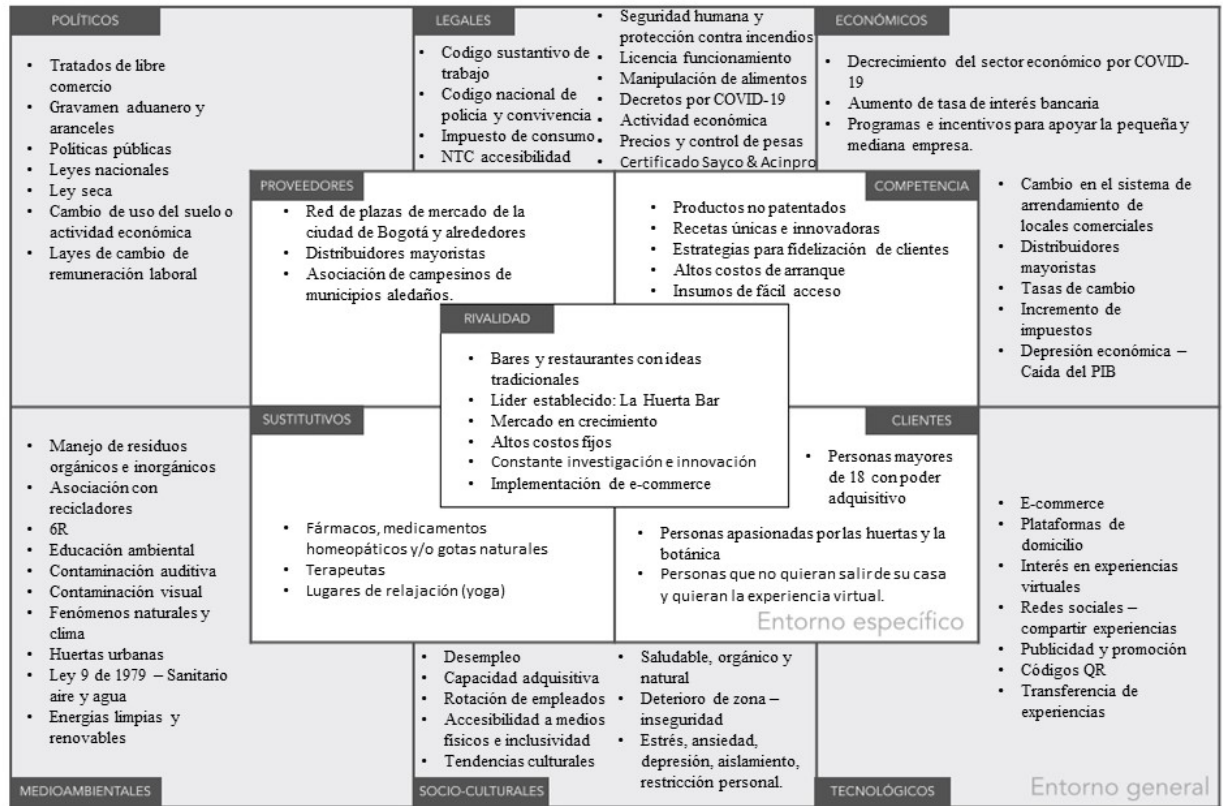 POLÍTICOS
• Tratados de libre
comercio
• Gravamen aduanero y
aranceles
• Políticas públicas
• Leyes nacionales
• Ley seca
• Cambio de uso del suelo o
actividad económica
• Layes de cambio de
remuneración laboral
LEGALES
• Codigo sustantivo de
trabajo
• Codigo nacional de
policía y convivencia
• Impuesto de consumo
• NTC accesibilidad
• Seguridad humana y
protección contra incendios
• Licencia funcionamiento
• Manipulación de alimentos
• Decretos por COVID-19
• Actividad económica
• Precios y control de pesas
• Certificado Sayco & Acinpro
ECONÓMICOS
• Decrecimiento del sector económico por COVID-
19
• Aumento de tasa de interés bancaria
• Programas e incentivos para apoyar la pequeña y
mediana empresa.
• Cambio en el sistema de
arrendamiento de
locales comerciales
• Distribuidores
mayoristas
• Tasas de cambio
• Incremento de
impuestos
• Depresión económica –
Caída del PIB
PROVEEDORES
• Red de plazas de mercado de la
ciudad de Bogotá y alrededores
• Distribuidores mayoristas
• Asociación de campesinos de
municipios aledaños.
COMPETENCIA
• Productos no patentados
• Recetas únicas e innovadoras
• Estrategias para fidelización de clientes
• Altos costos de arranque
• Insumos de fácil acceso
RIVALIDAD
• Bares y restaurantes con ideas
tradicionales
• Lider establecido: La Huerta Bar
• Mercado en crecimiento
• Altos costos fijos
• Constante investigación e innovación
• Implementación de e-commerce
SUSTITUTIVOS
• Fármacos, medicamentos
homeopáticos y/o gotas naturales
• Terapeutas
• Lugares de relajación (yoga)
CLIENTES
• Personas mayores
de 18 con poder
adquisitivo
• Personas apasionadas por las huertas y la
botánica
• Personas que no quieran salir de su casa
y quieran la experiencia virtual.
Entorno específico
• Manejo de residuos
orgánicos e inorgánicos
• Asociación con
recicladores
• 6R
• Educación ambiental
• Contaminación auditiva
• Contaminación visual
• Fenómenos naturales y
clima
• Huertas urbanas
• Ley 9 de 1979 – Sanitario
aire y agua
• Energías limpias y
renovables
MEDIOAMBIENTALES
• Desempleo
• Capacidad adquisitiva
• Rotación de empleados
• Accesibilidad a medios
físicos e inclusividad
• Tendencias culturales
• Saludable, orgánico y
natural
• Deterioro de zona –
inseguridad
• Estrés, ansiedad,
depresión, aislamiento,
restricción personal.
SOCIO-CULTURALES
• E-commerce
• Plataformas de
domicilio
• Interés en experiencias
virtuales
• Redes sociales –
compartir experiencias
• Publicidad y promoción
• Códigos QR
• Transferencia de
experiencias
TECNOLÓGICOS
Entorno general